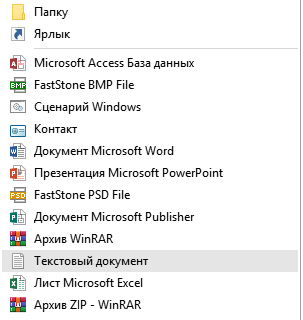 Папку
Ярлык
Microsoft Access База данных
FastStone BMP File
Сценарий Windows
Контакт
Документ Microsoft Word
Презентация Microsoft PowerPoint
FastStone PSD File
Документ Microsoft Publisher
Архив WinRAR
Текстовый документ
Лист Microsoft Excel
Архив ZIP - WinRAR